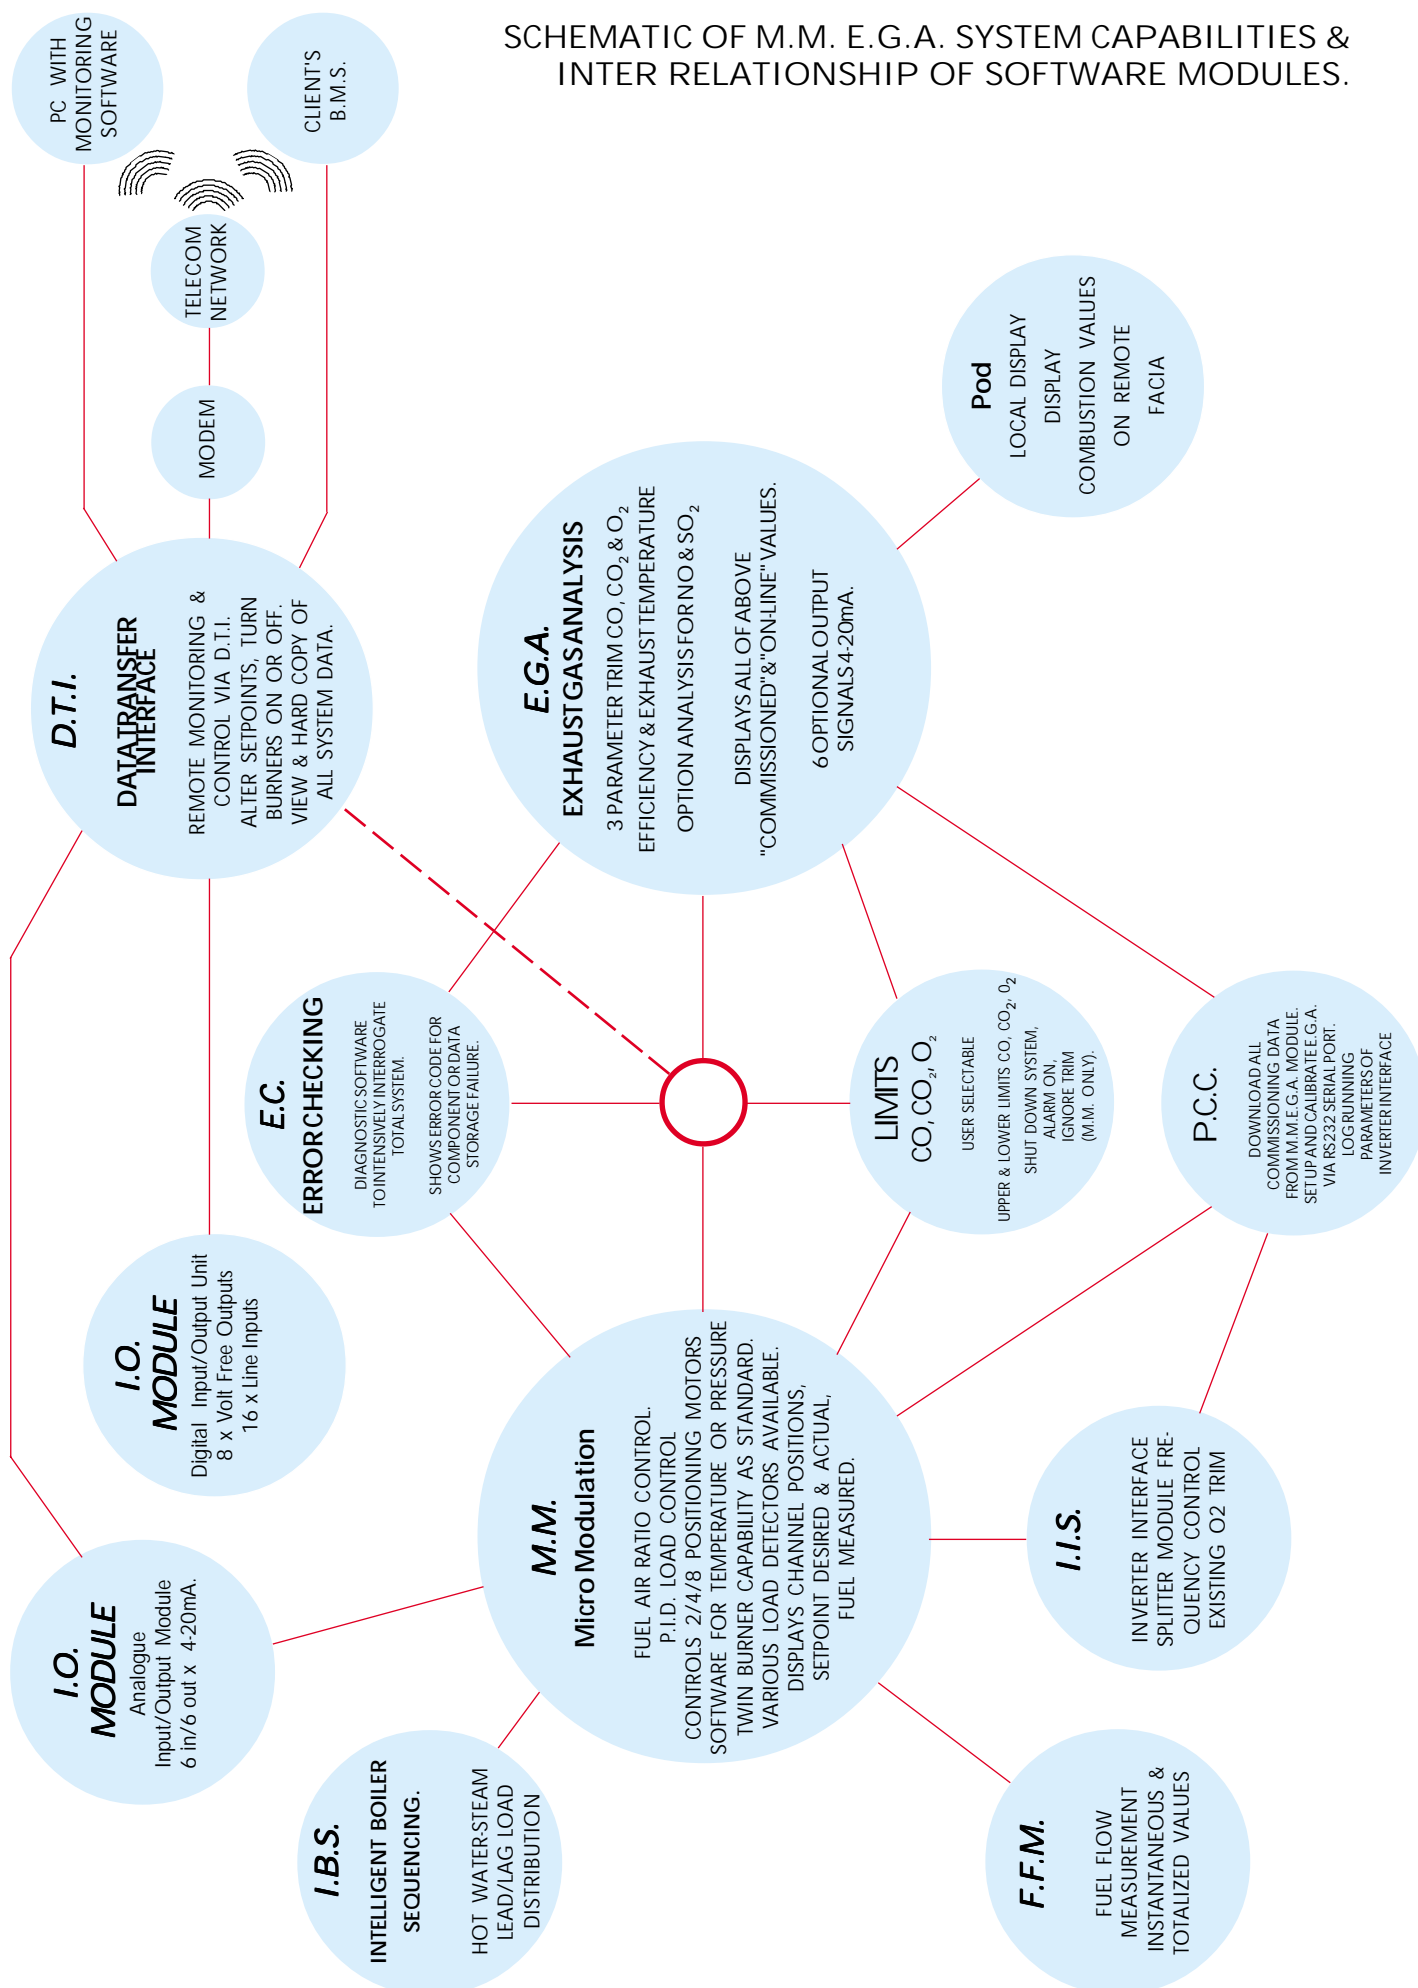 SCHEMATIC OF M.M. E.G.A. SYSTEM CAPABILITIES &
INTER RELATIONSHIP OF SOFTWARE MODULES.
PC WITH
MONITORING
SOFTWARE
CLIENT'S
B.M.S.
TELECOM
NETWORK
MODEM
D.T.I.
DATA TRANSFER
INTERFACE
REMOTE MONITORING &
CONTROL VIA D.T.I.
ALTER SETPOINTS, TURN
BURNERS ON OR OFF.
VIEW & HARD COPY OF
ALL SYSTEM DATA.
Pod
LOCAL DISPLAY
DISPLAY
COMBUSTION VALUES
ON REMOTE
FACIA
E.G.A.
EXHAUST GAS ANALYSIS
3 PARAMETER TRIM CO, CO₂ & O₂
EFFICIENCY & EXHAUST TEMPERATURE
OPTION ANALYSIS FOR NO & SO₂
DISPLAYS ALL OF ABOVE
"COMMISSIONED" & "ON-LINE" VALUES.
6 OPTIONAL OUTPUT
SIGNALS 4-20mA.
E.C.
ERROR CHECKING
DIAGNOSTIC SOFTWARE
TO INTENSIVELY INTERROGATE
TOTAL SYSTEM.
SHOWS ERROR CODE FOR
COMPONENT OR DATA
STORAGE FAILURE.
LIMITS
CO, CO₂, O₂
USER SELECTABLE
UPPER & LOWER LIMITS CO, CO₂, 0₂
SHUT DOWN SYSTEM,
ALARM ON,
IGNORE TRIM
(M.M. ONLY).
P.C.C.
DOWNLOAD ALL
COMMISSIONING DATA
FROM M.M. E.G.A. MODULE.
SET UP AND CALIBRATE E.G.A.
VIA RS232 SERIAL PORT.
LOG RUNNING
PARAMETERS OF
INVERTER INTERFACE
I.O.
MODULE
Digital Input/Output Unit
8 x Volt Free Outputs
16 x Line Inputs
I.O.
MODULE
Analogue
Input/Output Module
6 in/6 out x 4-20mA.
M.M.
Micro Modulation
FUEL AIR RATIO CONTROL.
P.I.D. LOAD CONTROL
CONTROLS 2/4/8 POSITIONING MOTORS
SOFTWARE FOR TEMPERATURE OR PRESSURE
TWIN BURNER CAPABILITY AS STANDARD.
VARIOUS LOAD DETECTORS AVAILABLE.
DISPLAYS CHANNEL POSITIONS,
SETPOINT DESIRED & ACTUAL,
FUEL MEASURED.
I.I.S.
INVERTER INTERFACE
SPLITTER MODULE FRE-
QUENCY CONTROL
EXISTING O2 TRIM
I.B.S.
INTELLIGENT BOILER
SEQUENCING.
HOT WATER-STEAM
LEAD/LAG LOAD
DISTRIBUTION
F.F.M.
FUEL FLOW
MEASUREMENT
INSTANTANEOUS &
TOTALIZED VALUES